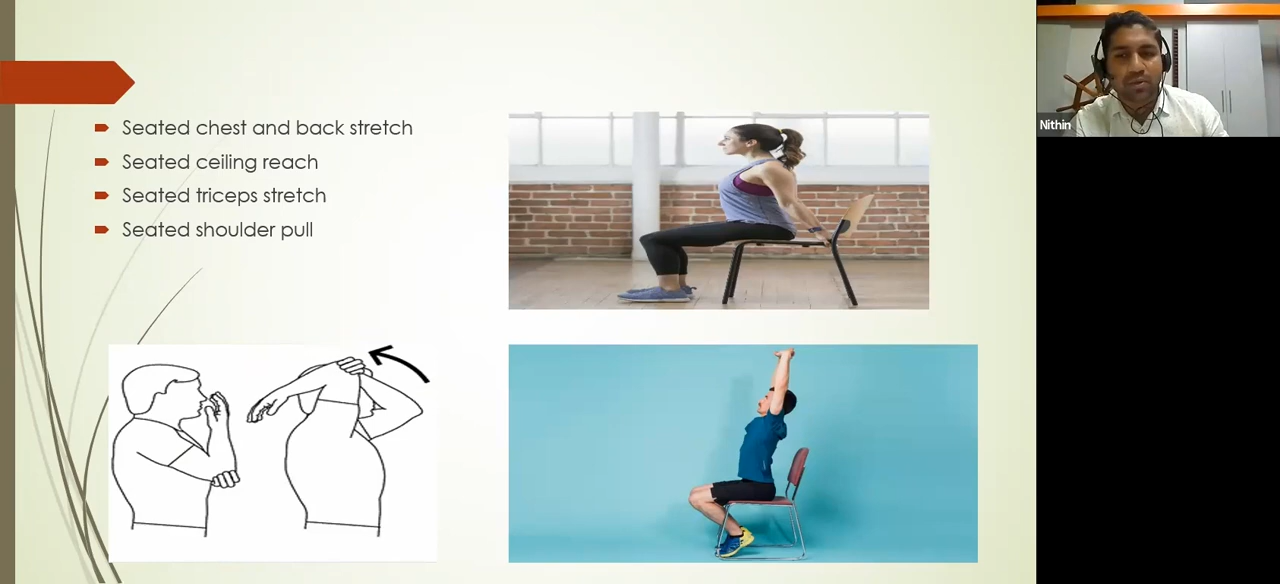 Seated chest and back stretch
Seated ceiling reach
Seated triceps stretch
Seated shoulder pull
Nithin